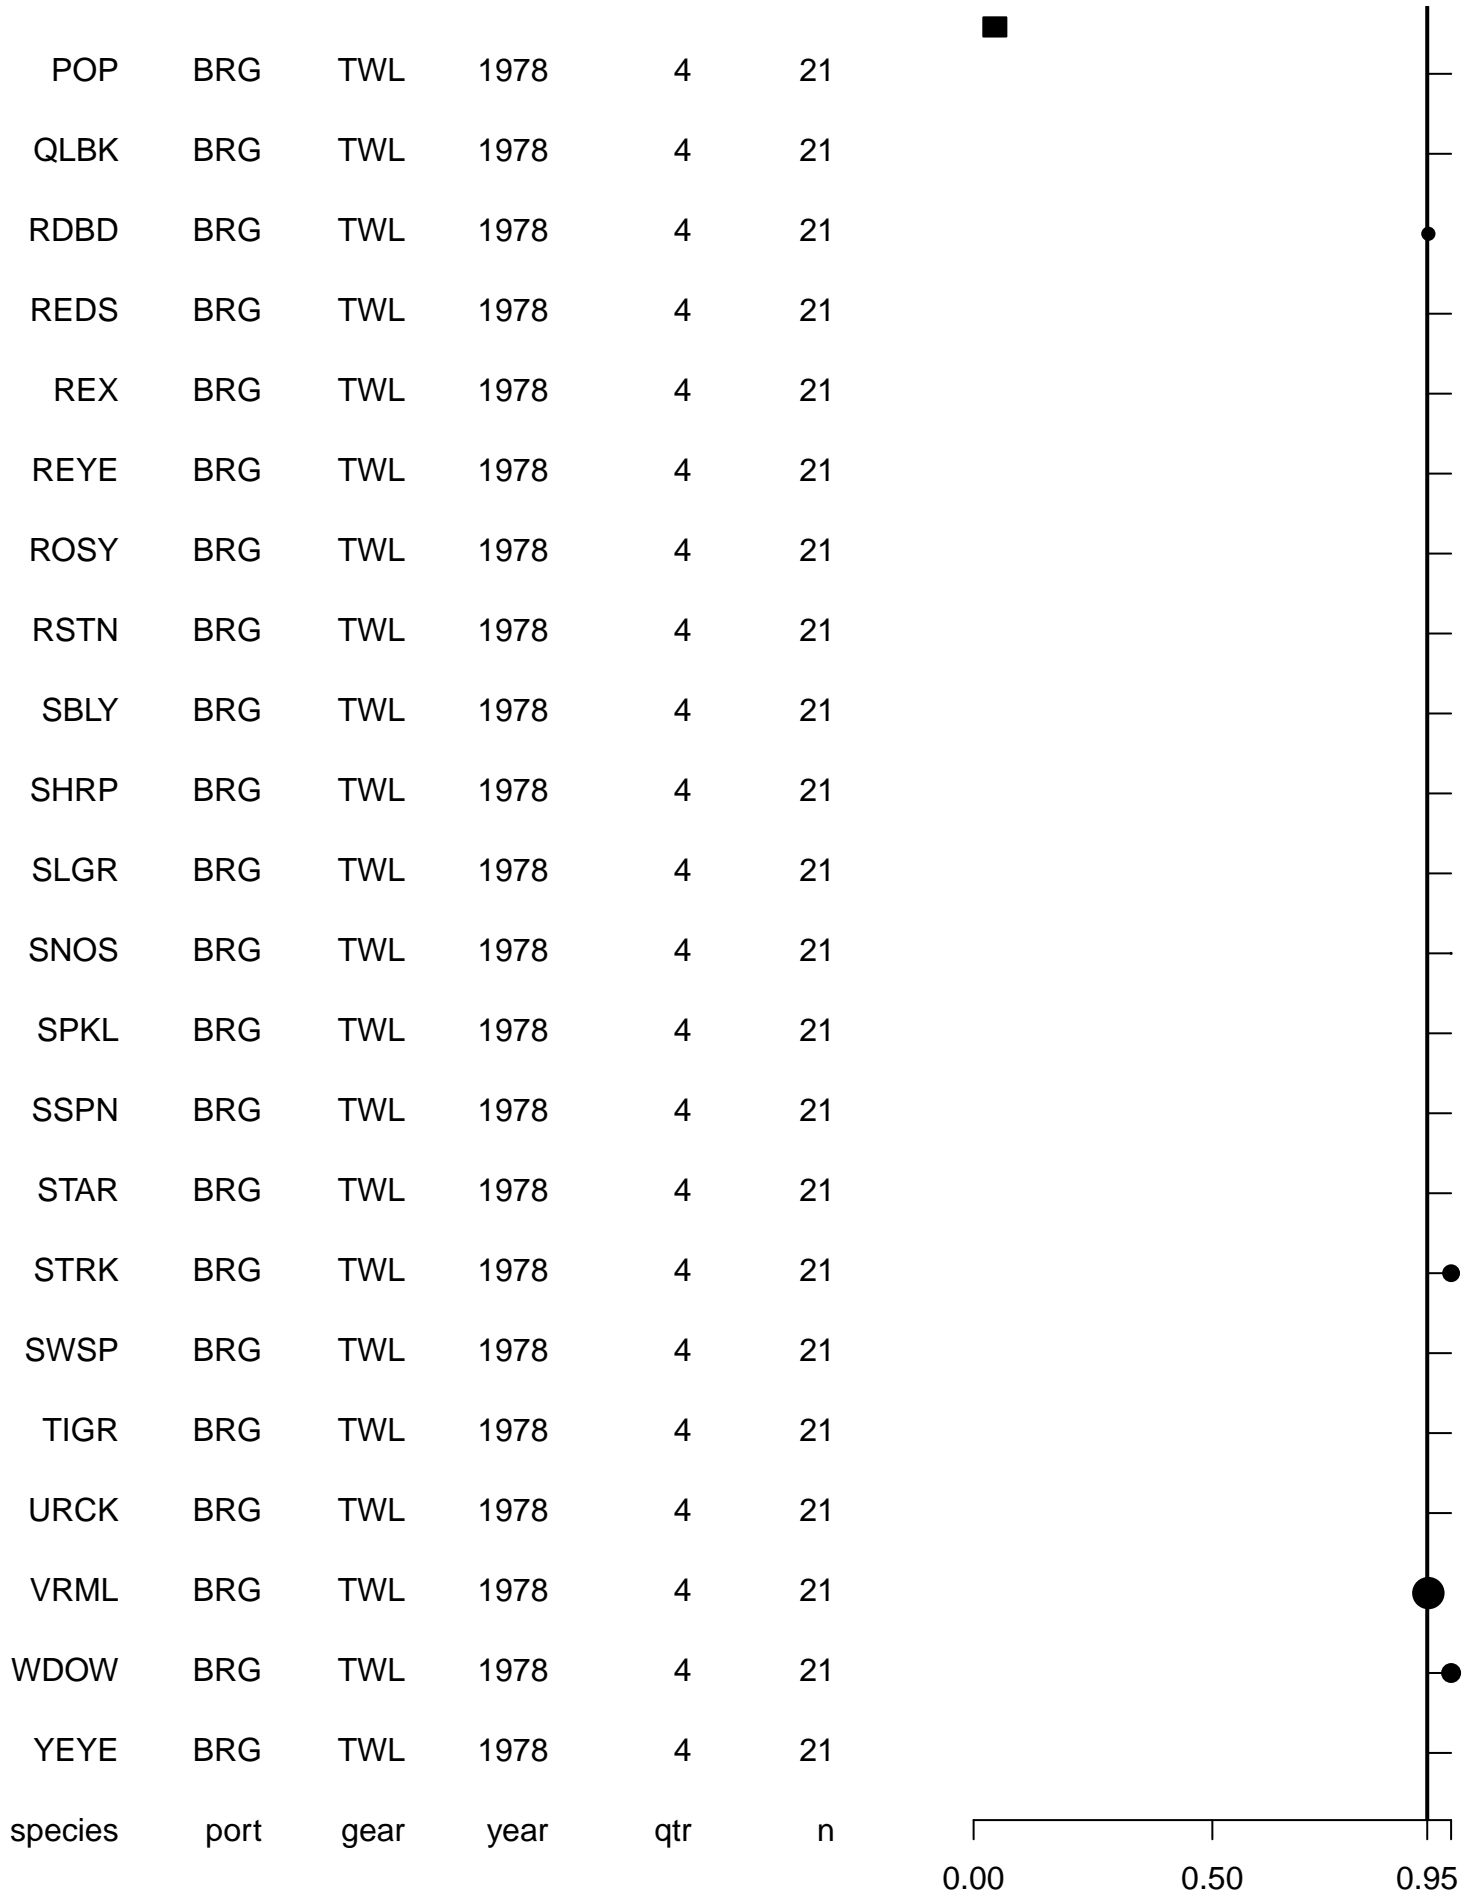 POP BRG TWL 1978 4 21
QLBK BRG TWL 1978 4 21
RDBD BRG TWL 1978 4 21
REDS BRG TWL 1978 4 21
REX BRG TWL 1978 4 21
REYE BRG TWL 1978 4 21
ROSY BRG TWL 1978 4 21
RSTN BRG TWL 1978 4 21
SBLY BRG TWL 1978 4 21
SHRP BRG TWL 1978 4 21
SLGR BRG TWL 1978 4 21
SNOS BRG TWL 1978 4 21
SPKL BRG TWL 1978 4 21
SSPN BRG TWL 1978 4 21
STAR BRG TWL 1978 4 21
STRK BRG TWL 1978 4 21
SWSP BRG TWL 1978 4 21
TIGR BRG TWL 1978 4 21
URCK BRG TWL 1978 4 21
VRML BRG TWL 1978 4 21
WDOW BRG TWL 1978 4 21
YEYE BRG TWL 1978 4 21
species port gear year qtr n
0.00 0.50 0.95